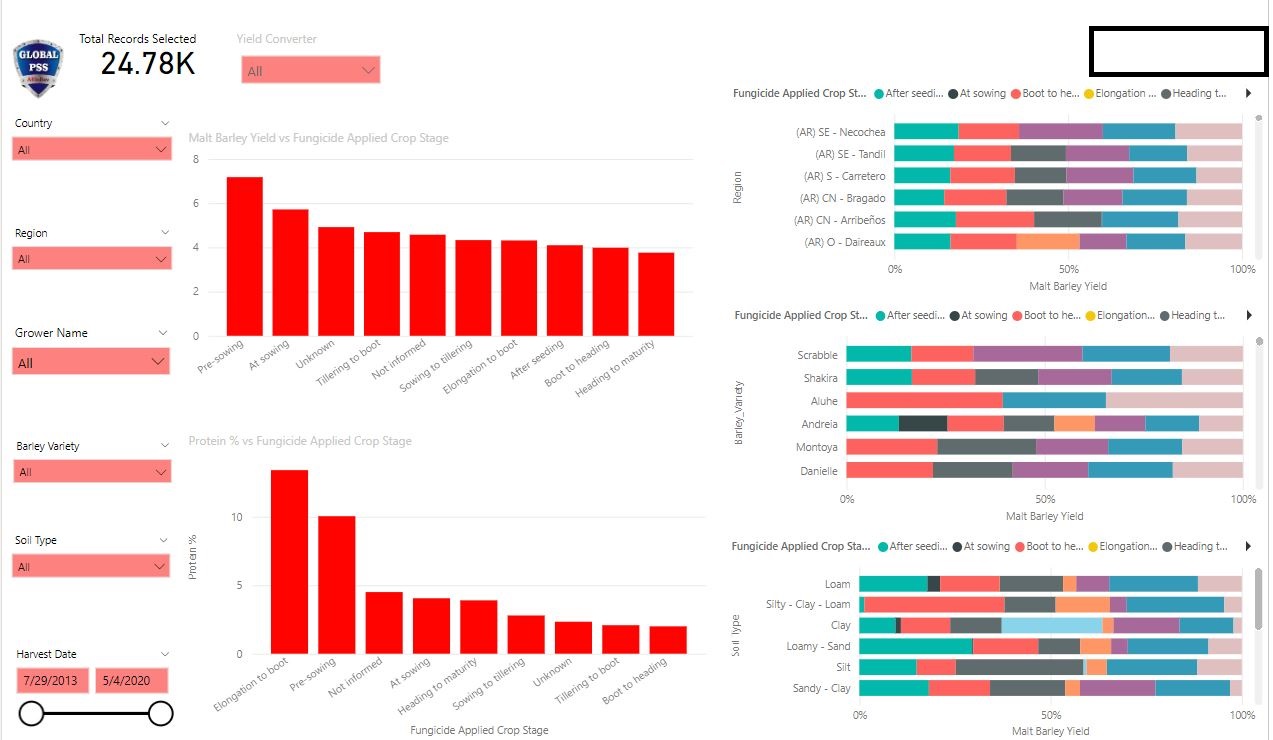 GLOBAL
PSS
Total Records Selected
24.78K
Yield Converter
All
Country
All
Region
All
Grower Name
All
Barley Variety
All
Soil Type
All
Harvest Date
7/29/2013 5/4/2020
Malt Barley Yield vs Fungicide Applied Crop Stage
8
6
4
2
0
Pre-sowing
At sowing
Unknown
Tillering to boot
Not informed
Sowing to tillering
Elongation to boot
After seeding
Boot to heading
Heading to maturity
Protein % vs Fungicide Applied Crop Stage
Protein %
10
5
0
Elongation to boot
Pre-sowing
Not informed
At sowing
Heading to maturity
Sowing to tillering
Unknown
Tillering to boot
Boot to heading
Fungicide Applied Crop Stage
Fungicide Applied Crop St... After seedi... At sowing Boot to he... Elongation ... Heading t...
Region
(AR) SE - Necochea
(AR) SE - Tandil
(AR) S - Carretero
(AR) CN - Bragado
(AR) CN - Arribeños
(AR) O - Daireaux
0% 50% 100%
Malt Barley Yield
Fungicide Applied Crop St... After seedi... At sowing Boot to he... Elongation... Heading t...
Barley_Variety
Scrabble
Shakira
Aluhe
Andreia
Montoya
Danielle
0% 50% 100%
Malt Barley Yield
Fungicide Applied Crop Sta... After seedi... At sowing Boot to he... Elongation... Heading t...
Soil Type
Loam
Silty - Clay - Loam
Clay
Loamy - Sand
Silt
Sandy - Clay
0% 50% 100%
Malt Barley Yield